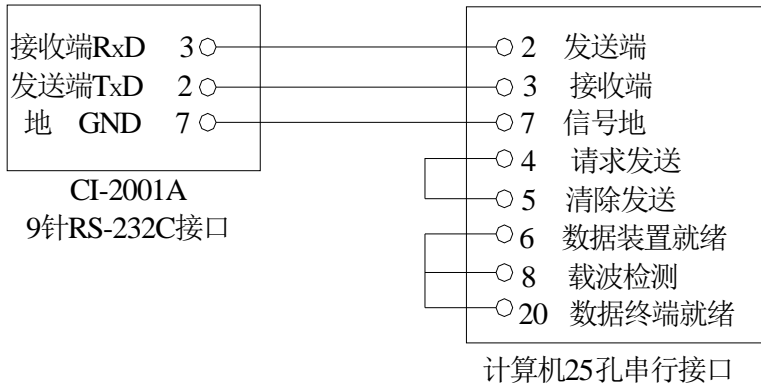 接收端RxD 3
发送端TxD 2
地 GND 7
CI-2001A
9针RS-232C接口
2 发送端
3 接收端
7 信号地
4 请求发送
5 清除发送
6 数据装置就绪
8 载波检测
20 数据终端就绪
计算机25孔串行接口